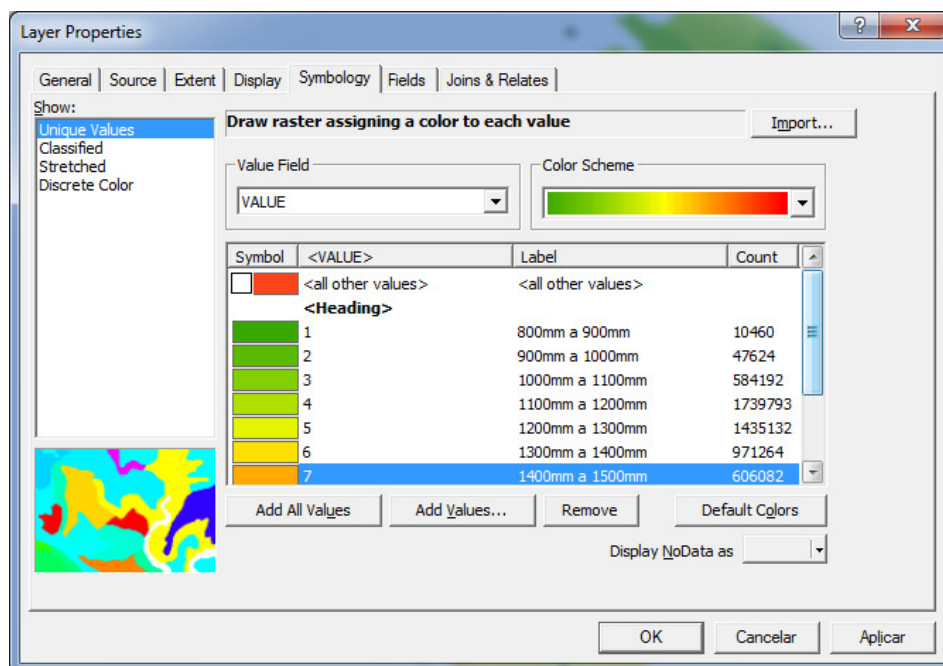 Layer Properties
General Source Extent Display Symbology Fields Joins & Relates
Show:
Unique Values
Classified
Stretched
Discrete Color
Draw raster assigning a color to each value
Import...
Value Field
VALUE
Color Scheme
Symbol <VALUE> Label Count
<all other values> <all other values>
<Heading>
1 800mm a 900mm 10460
2 900mm a 1000mm 47624
3 1000mm a 1100mm 584192
4 1100mm a 1200mm 1739793
5 1200mm a 1300mm 1435132
6 1300mm a 1400mm 971264
7 1400mm a 1500mm 606082
Add All Values Add Values... Remove Default Colors
Display NoData as
OK Cancelar Aplicar